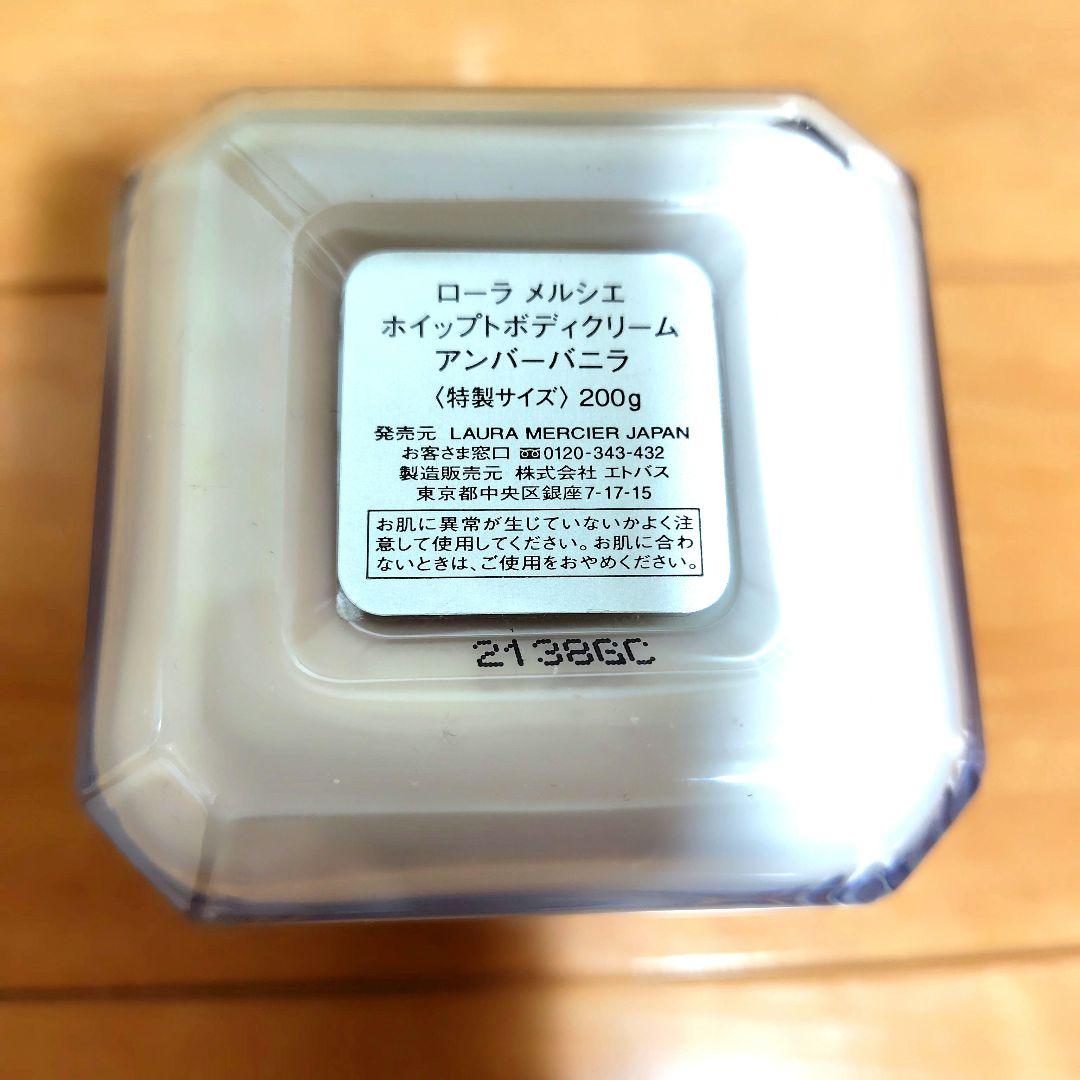 ローラ メルシエ
ホイップトボディクリーム
アンバーバニラ
〈特製サイズ〉 200g
発売元 LAURA MERCIER JAPAN
お客さま窓口 0120-343-432
製造販売元 株式会社 エトバス
東京都中央区銀座7-17-15
お肌に異常が生じていないかよく注
意して使用してください。お肌に合わ
ないときは、ご使用をおやめください。
21386C